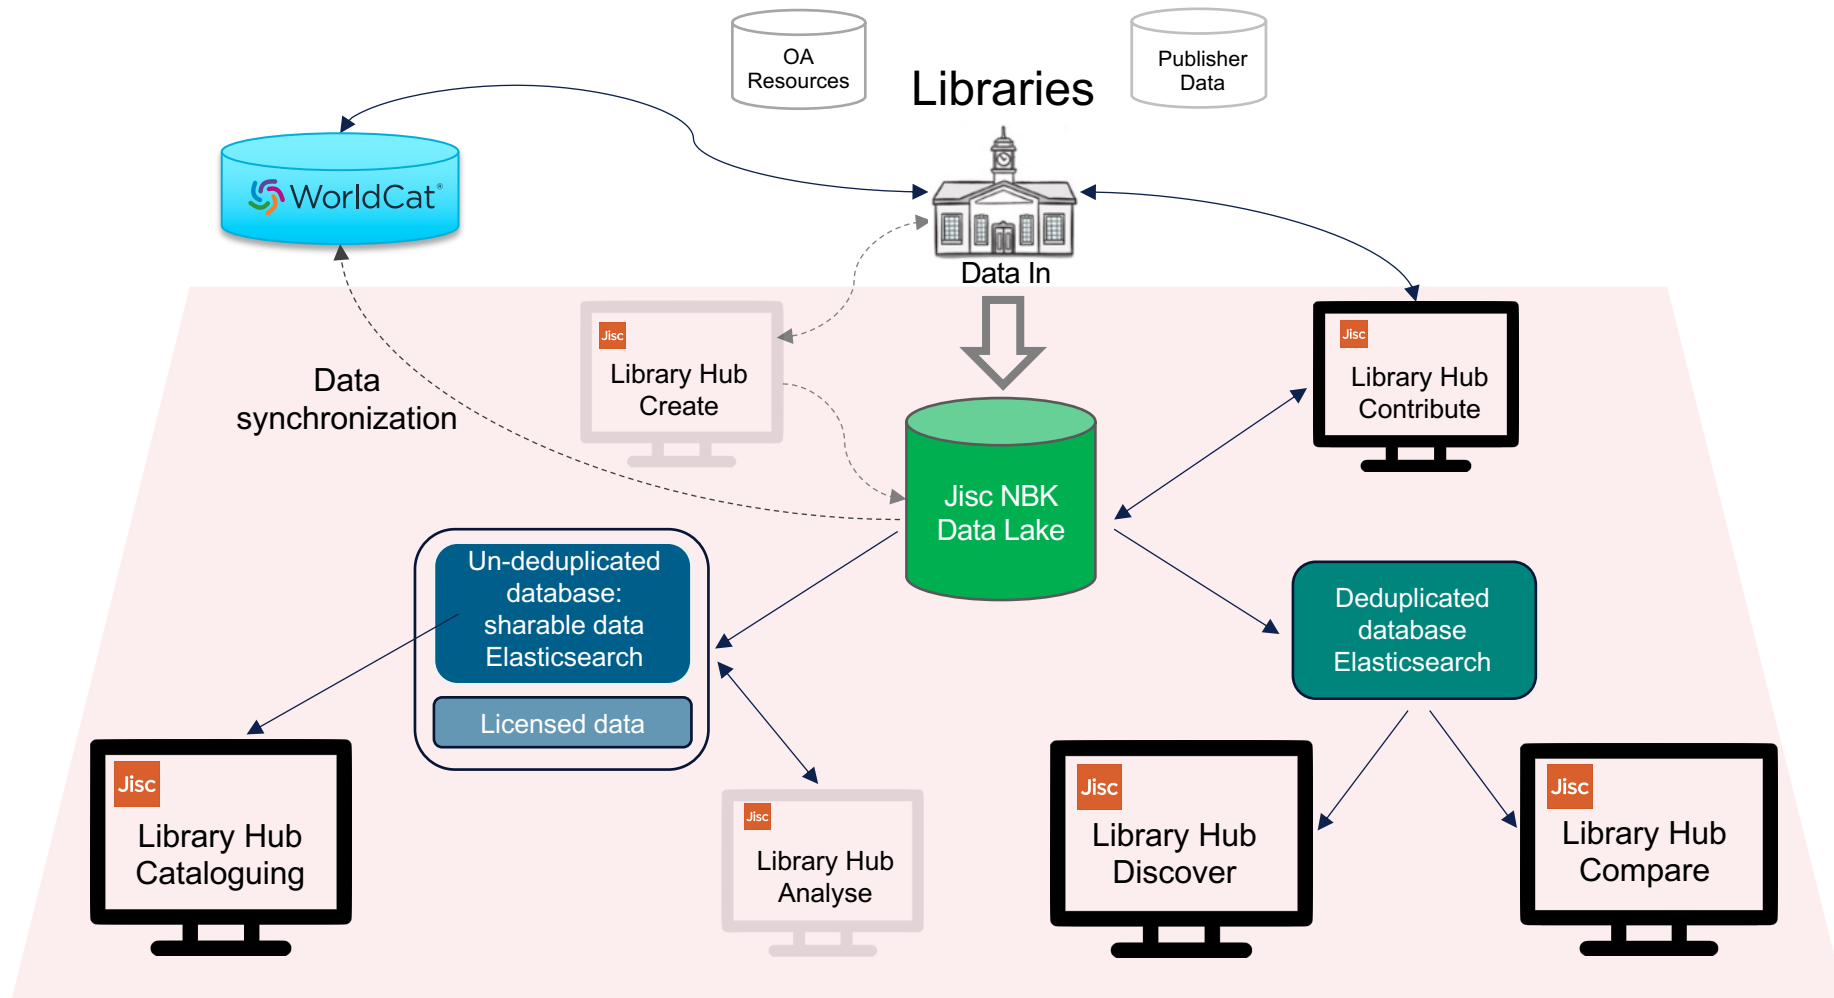 OA
Resources
Publisher
Data
Libraries
WorldCat®
Data In
Jisc
Library Hub
Create
Jisc
Library Hub
Contribute
Data
synchronization
Jisc NBK
Data Lake
Un-deduplicated
database:
sharable data
Elasticsearch
Licensed data
Deduplicated
database
Elasticsearch
Jisc
Library Hub
Cataloguing
Jisc
Library Hub
Analyse
Jisc
Library Hub
Discover
Jisc
Library Hub
Compare